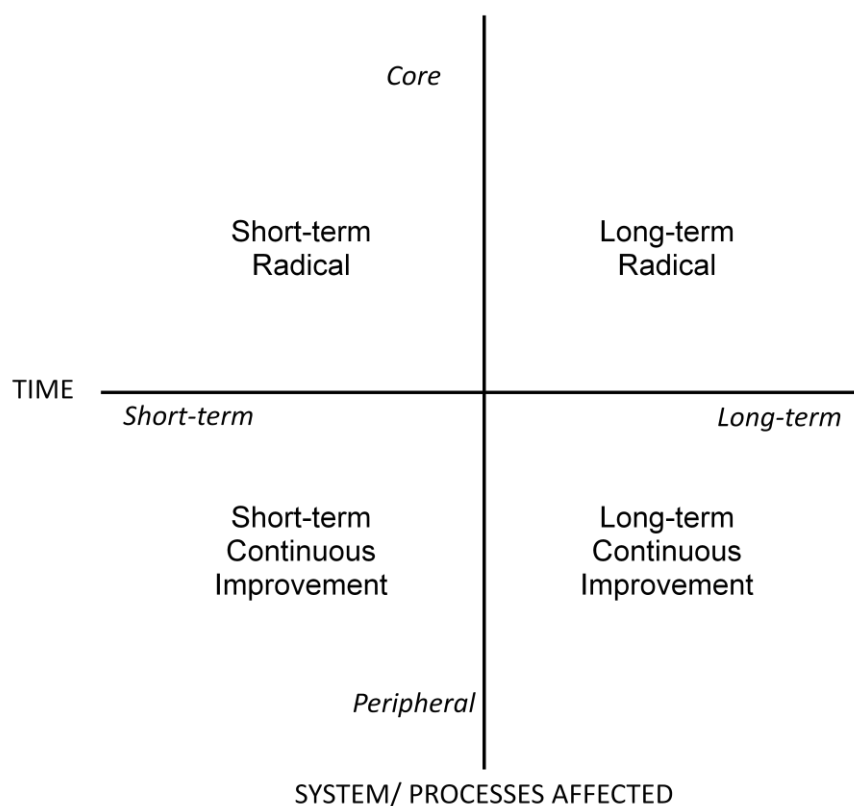 Core
Short-term
Radical
Long-term
Radical
TIME
Short-term
Long-term
Short-term
Continuous
Improvement
Long-term
Continuous
Improvement
Peripheral
SYSTEM/ PROCESSES AFFECTED